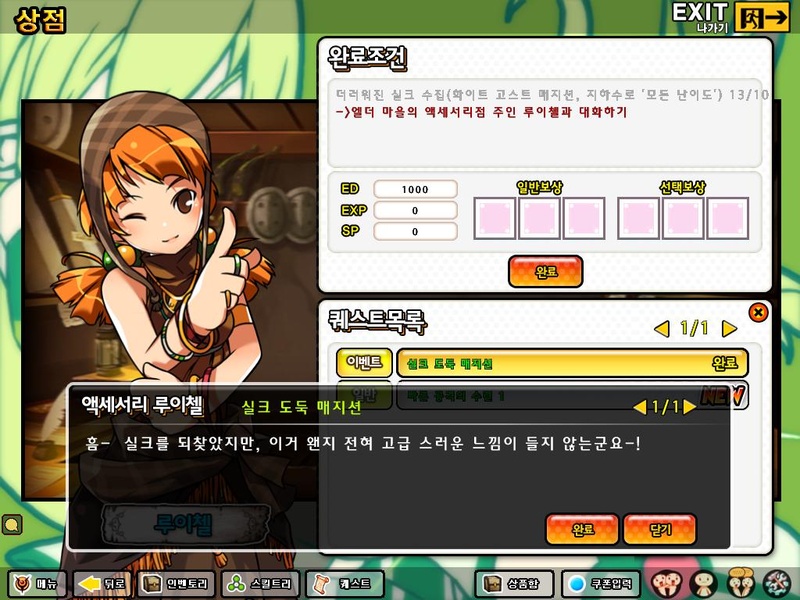 상점
EXIT
나가기
완료조건
더러워진 실크 수집(화이트 고스트 매지션, 지하수로 '모든 난이도') 13/10
->엘더 마을의 액세서리점 주인 루이첼과 대화하기
ED 1000
EXP 0
SP 0
일반보상
선택보상
완료
퀘스트목록
1/1
이벤트 실크 도둑 매지션 완료
일반 NEW
액세서리 루이첼 실크 도둑 매지션 1/1
흠- 실크를 되찾았지만, 이거 왠지 전혀 고급 스러운 느낌이 들지 않는군요-!
루이첼
완료 닫기
메뉴 뒤로 인벤토리 스킬트리 퀘스트 상품함 쿠폰입력